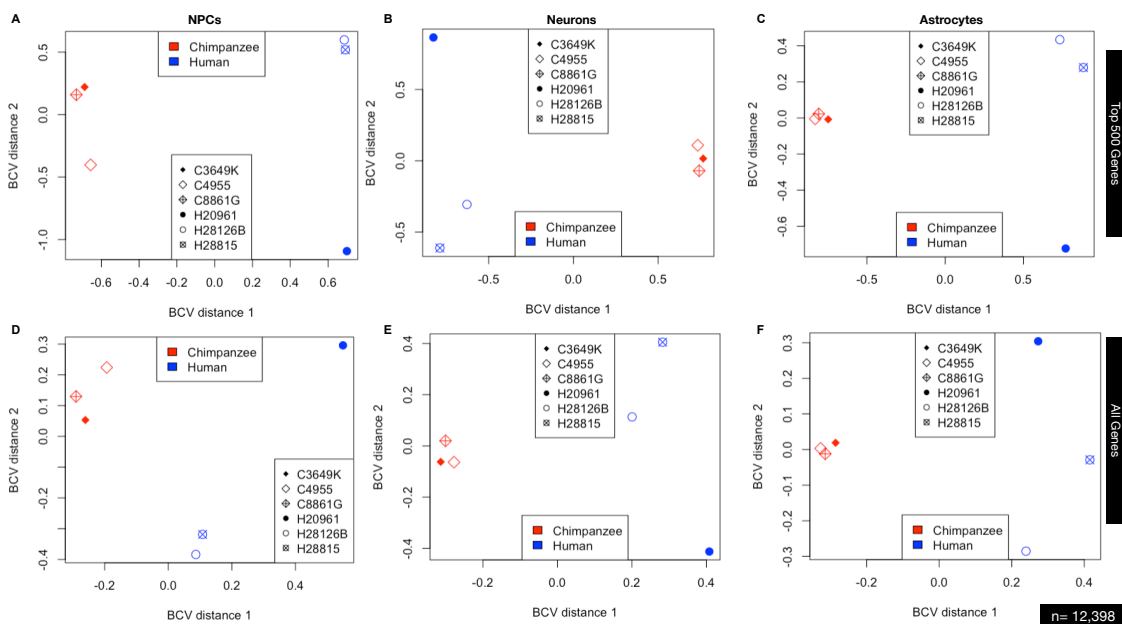 A
NPCs
0.5
0.0
-0.5
-1.0
BCV distance 2
Chimpanzee
Human
C3649K
C4955
C8861G
H20961
H28126B
H28815
-0.6
-0.4
-0.2
0.0
0.2
0.4
0.6
BCV distance 1
B
Neurons
0.5
0.0
-0.5
BCV distance 2
C3649K
C4955
C8861G
H20961
H28126B
H28815
Chimpanzee
Human
-0.5
0.0
0.5
BCV distance 1
C
Astrocytes
0.4
0.2
0.0
-0.2
-0.4
-0.6
BCV distance 2
C3649K
C4955
C8861G
H20961
H28126B
H28815
Chimpanzee
Human
-0.5
0.0
0.5
BCV distance 1
Top 500 Genes
D
0.3
0.2
0.1
0.0
-0.2
-0.4
BCV distance 2
Chimpanzee
Human
C3649K
C4955
C8861G
H20961
H28126B
H28815
-0.2
0.0
0.2
0.4
BCV distance 1
E
0.4
0.2
0.0
-0.2
-0.4
BCV distance 2
C3649K
C4955
C8861G
H20961
H28126B
H28815
Chimpanzee
Human
-0.2
0.0
0.2
0.4
BCV distance 1
F
0.3
0.2
0.1
0.0
-0.1
-0.2
-0.3
BCV distance 2
C3649K
C4955
C8861G
H20961
H28126B
H28815
Chimpanzee
Human
-0.2
0.0
0.2
0.4
BCV distance 1
All Genes
n= 12,398